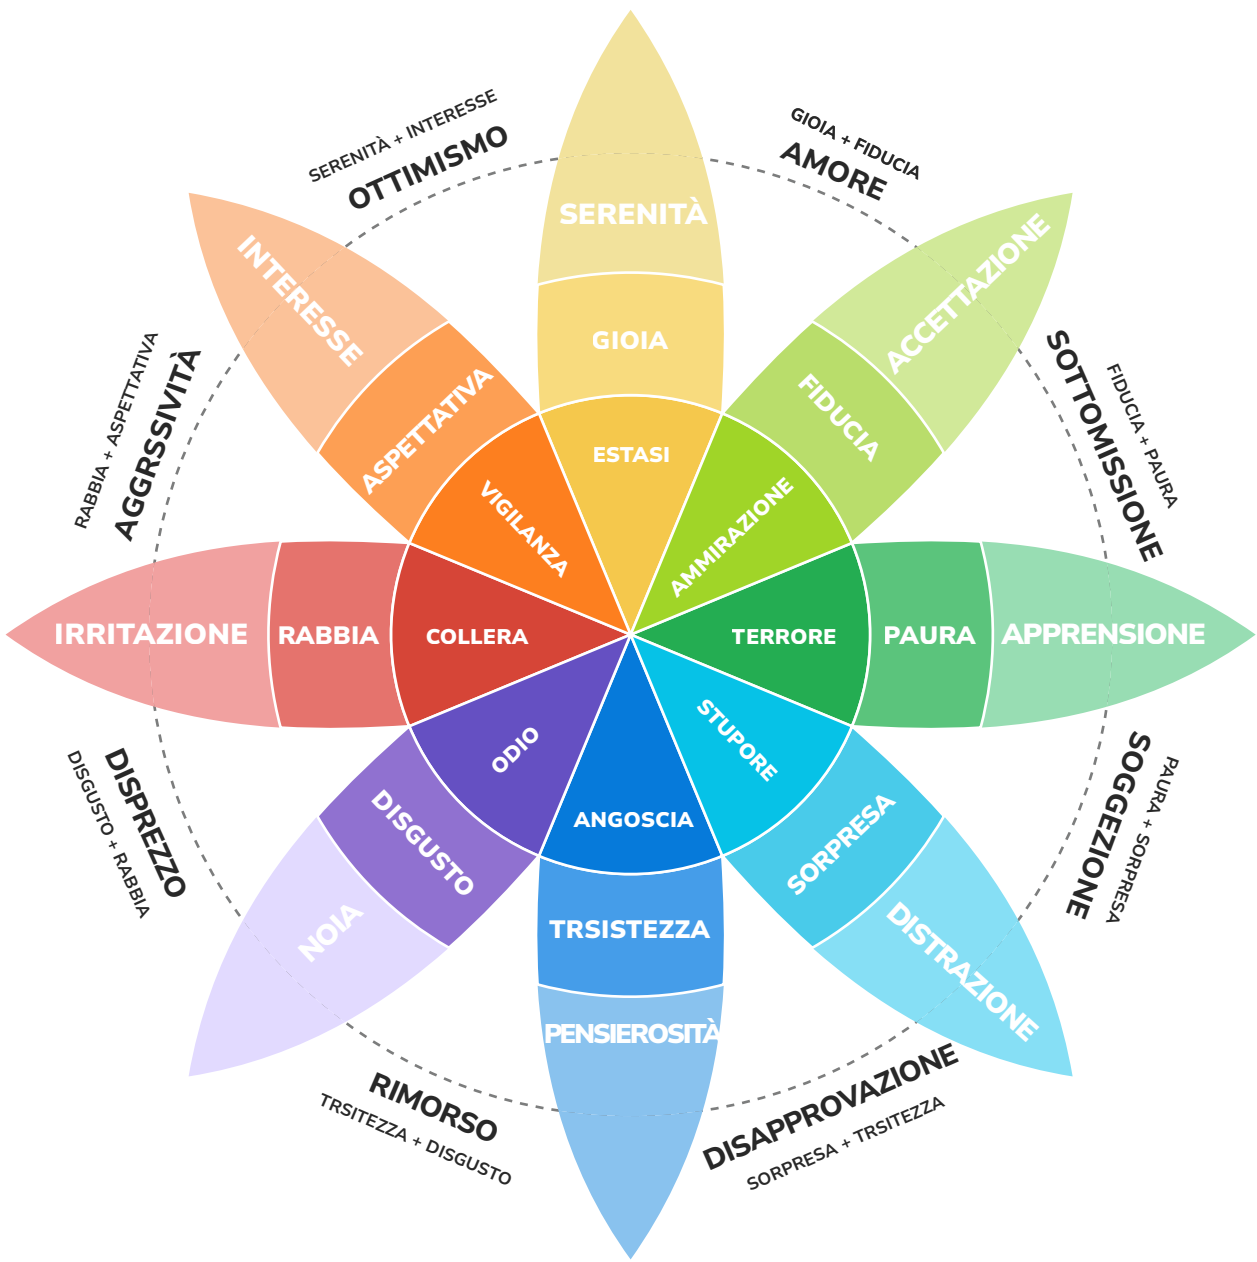 SERENITÀ + INTERESSE
OTTIMISMO
GIOIA + FIDUCIA
AMORE
SERENITÀ
GIOIA
ESTASI
INTERESSE
ASPETTATIVA
VIGILANZA
ACCETTAZIONE
FIDUCIA
AMMIRAZIONE
RABBIA + ASPETTATIVA
AGGRSSIVITÀ
SOTTOMISSIONE
FIDUCIA + PAURA
IRRITAZIONE
RABBIA
COLLERA
TERRORE
PAURA
APPRENSIONE
ODIO
DISGUSTO
NOIA
ANGOSCIA
TRSISTEZZA
PENSIEROSITÀ
STUPORE
SORPRESA
DISTRAZIONE
DISPREZZO
DISGUSTO + RABBIA
SOGGEZIONE
PAURA + SORPRESA
RIMORSO
TRSITEZZA + DISGUSTO
DISAPPROVAZIONE
SORPRESA + TRSITEZZA